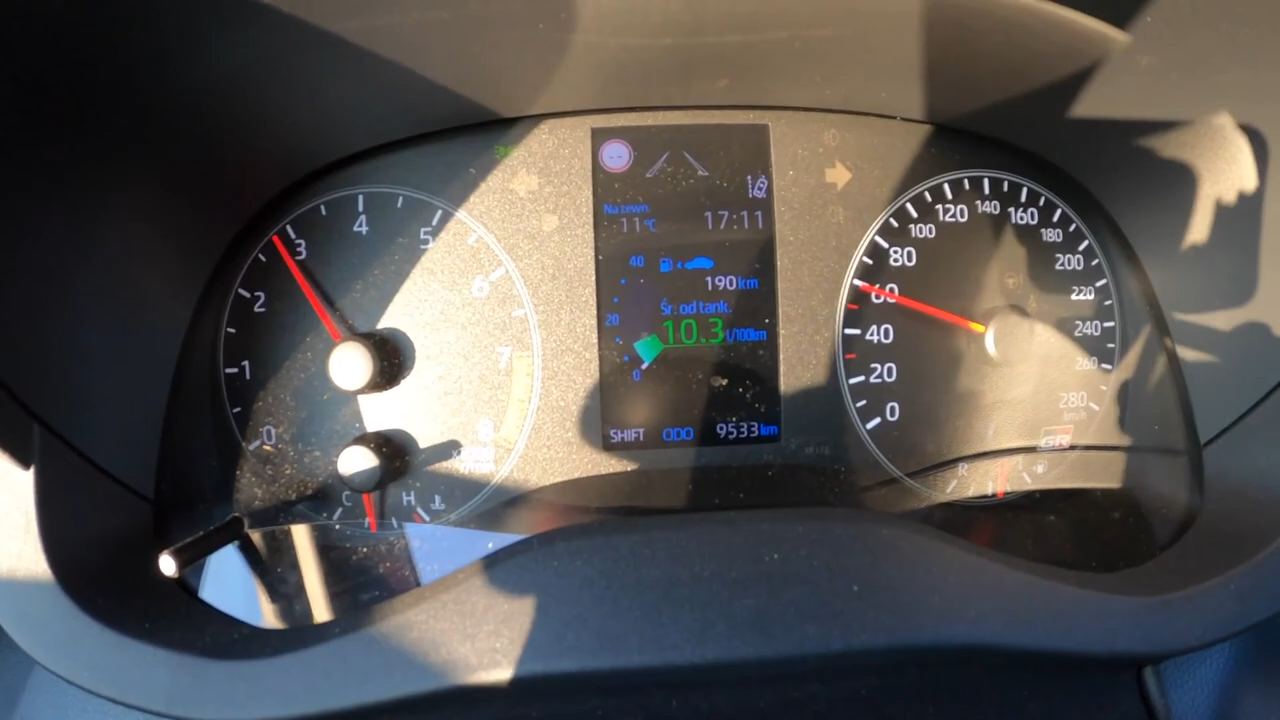 0
1
2
3
4
5
6
7
8
C H
Na zewn.
11°C 17:11
40
190 km
Śr. od tank.
20
10.3 l/100km
0
SHIFT ODO 9533 km
0
20
40
60
80
100
120
140
160
180
200
220
240
260
280
km/h
GR
R